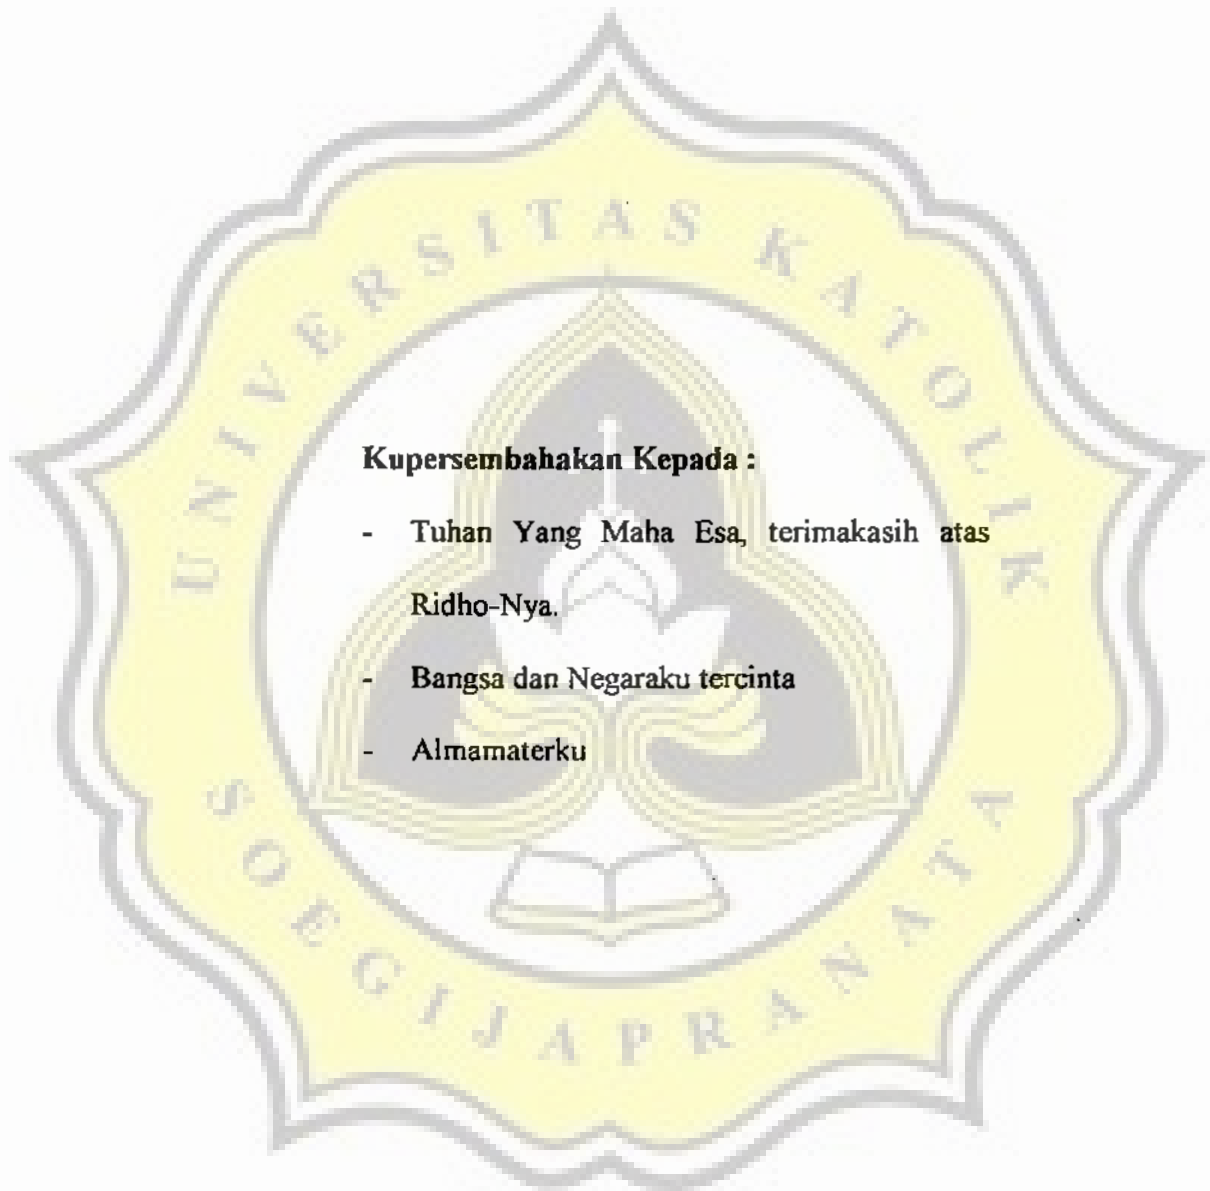 UNIVERSITAS KATOLIK
Kupersembahakan Kepada :
- Tuhan Yang Maha Esa, terimakasih atas
Ridho-Nya.
- Bangsa dan Negaraku tercinta
- Almamaterku
SOEGIJAPRANATA